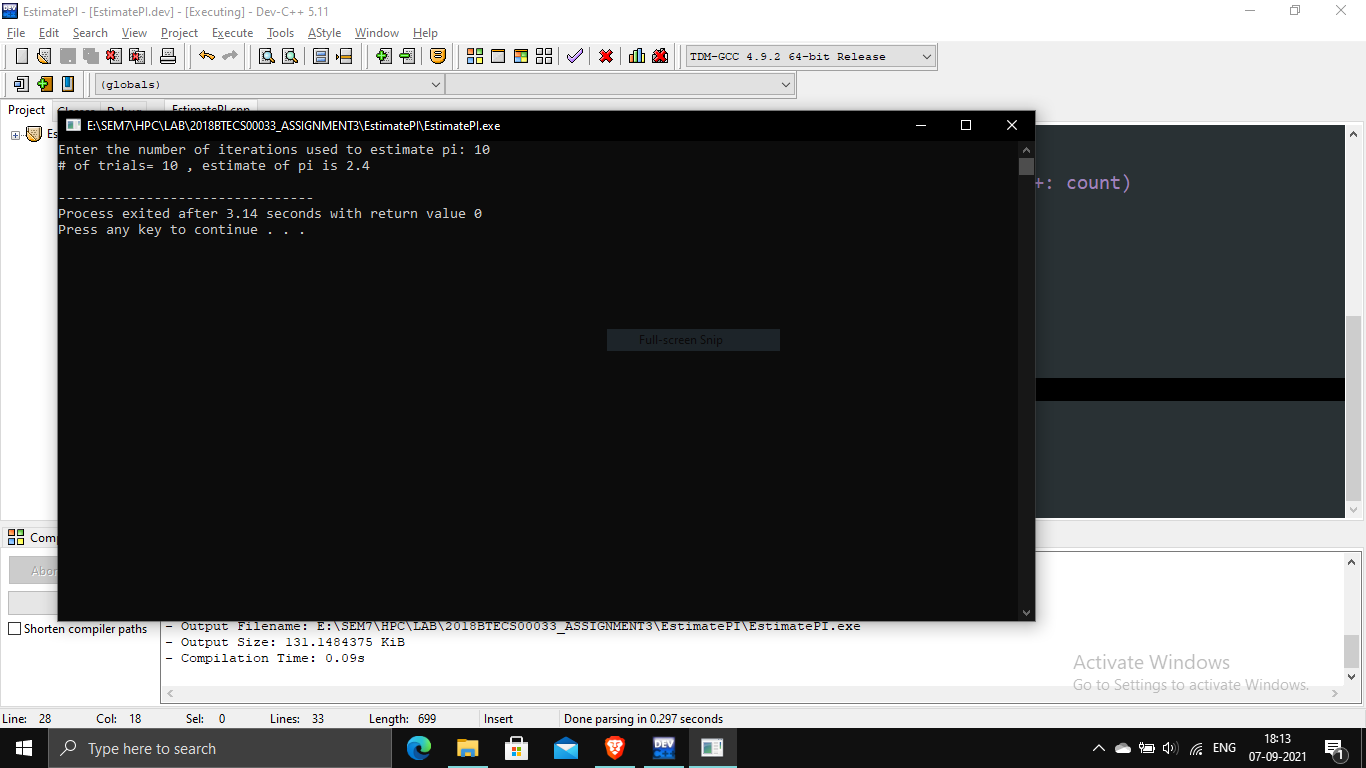 EstimatePI - [EstimatePI.dev] - [Executing] - Dev-C++ 5.11
File Edit Search View Project Execute Tools AStyle Window Help
TDM-GCC 4.9.2 64-bit Release
(globals)
Project Classes Debug EstimatePI.cpp
E:\SEM7\HPC\LAB\2018BTECS00033_ASSIGNMENT3\EstimatePI\EstimatePI.exe
Enter the number of iterations used to estimate pi: 10
# of trials= 10 , estimate of pi is 2.4
--------------------------------
Process exited after 3.14 seconds with return value 0
Press any key to continue . . .
+: count)
Full-screen Snip
Shorten compiler paths
- Output Filename: E:\SEM7\HPC\LAB\2018BTECS00033_ASSIGNMENT3\EstimatePI\EstimatePI.exe
- Output Size: 131.1484375 KiB
- Compilation Time: 0.09s
Activate Windows
Go to Settings to activate Windows.
Line: 28 Col: 18 Sel: 0 Lines: 33 Length: 699 Insert Done parsing in 0.297 seconds
Type here to search
DEV
ENG
18:13
07-09-2021
1